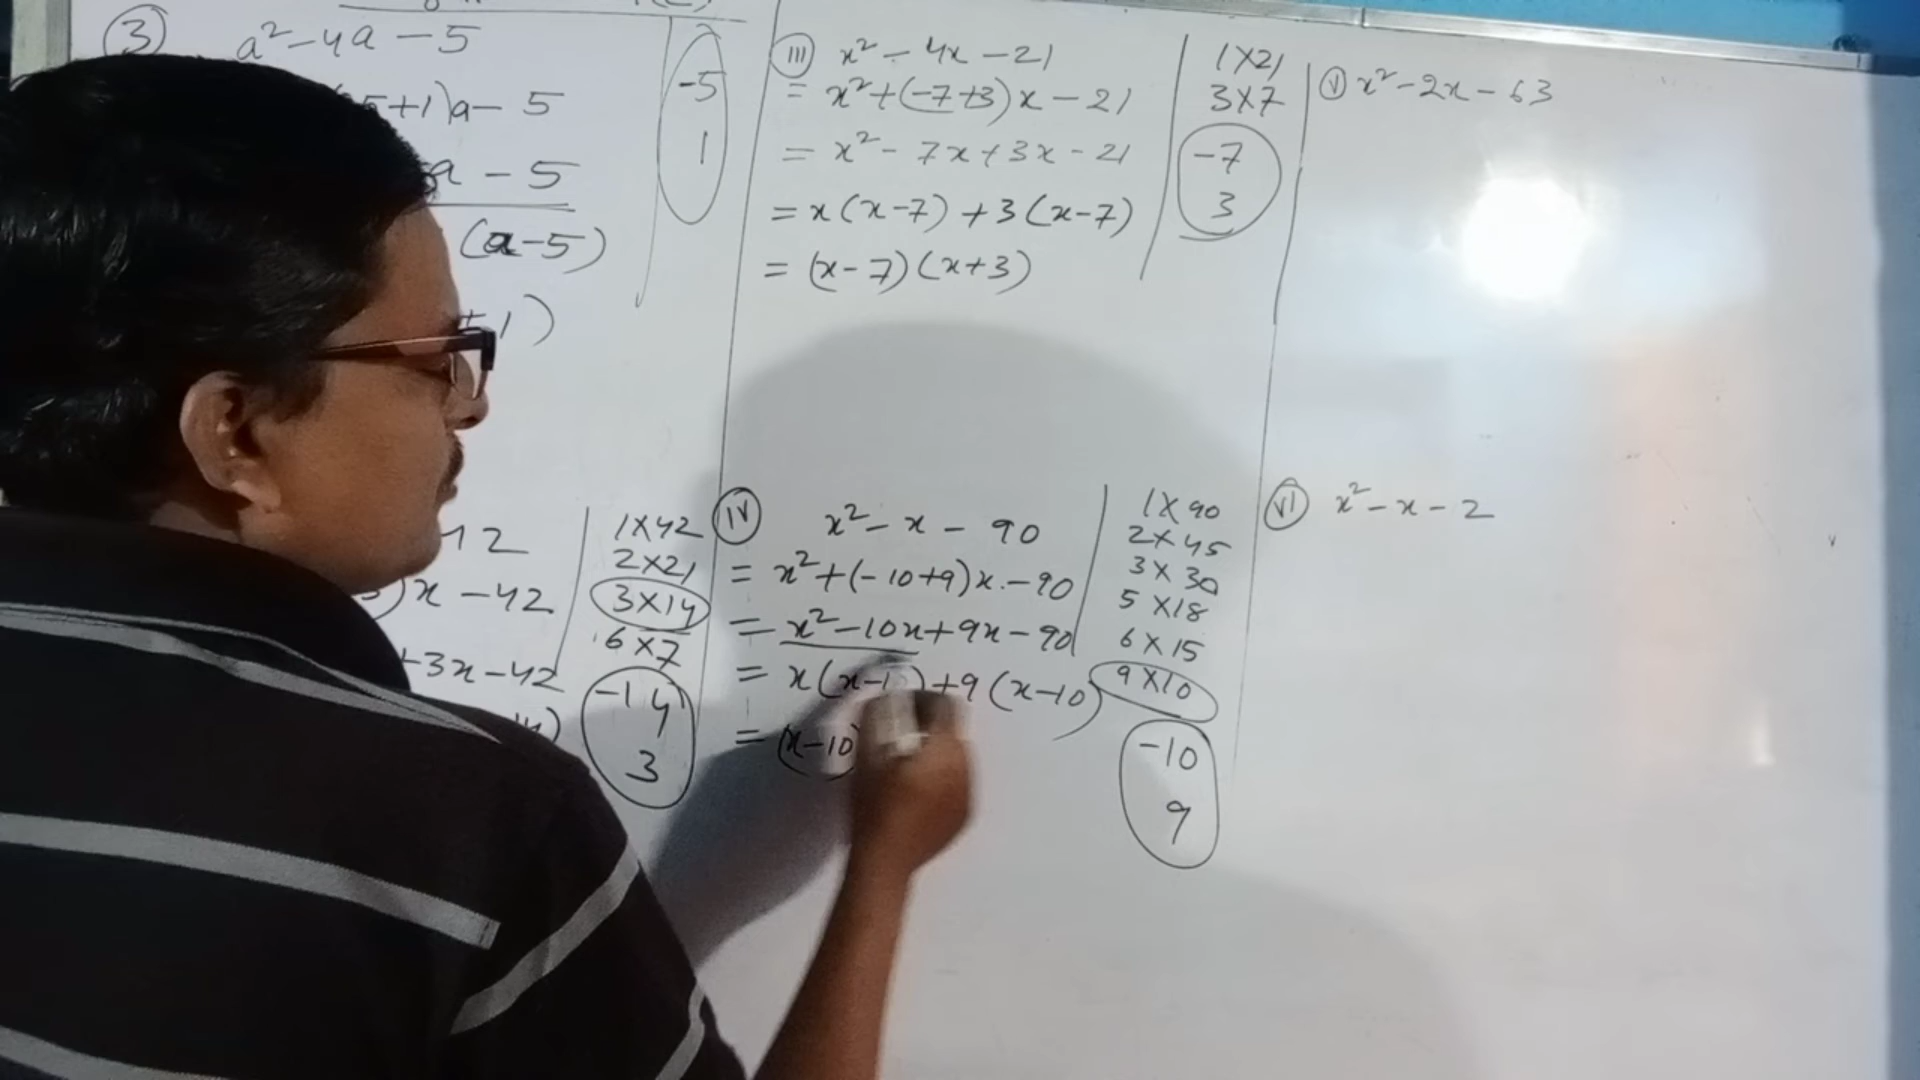 ③ a² - 4a - 5
+1)a - 5
a - 5
(a-5)
+1)
-5
1
12
)x - 42
+3x - 42
1×42
2×21
3×14
6×7
-14
3
(iii) x² - 4x - 21
= x² + (-7+3)x - 21
= x² - 7x + 3x - 21
= x(x-7) + 3(x-7)
= (x-7)(x+3)
1×21
3×7
-7
3
(iv) x² - x - 90
= x² + (-10+9)x - 90
= x² - 10x + 9x - 90
= x(x-1 ) + 9(x-10)
= (x-10)
1×90
2×45
3×30
5×18
6×15
9×10
-10
9
(v) x² - 2x - 63
(vi) x² - x - 2